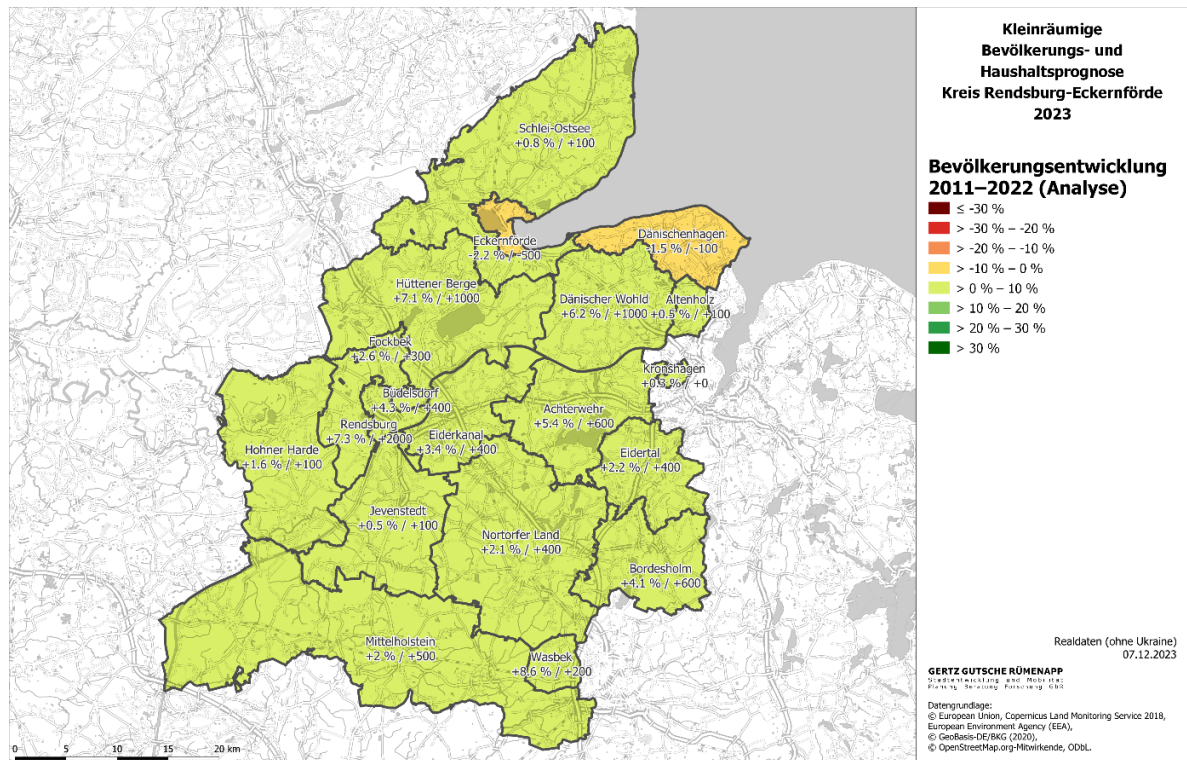 Kleinräumige
Bevölkerungs- und
Haushaltsprognose
Kreis Rendsburg-Eckernförde
2023
Bevölkerungsentwicklung
2011–2022 (Analyse)
≤ -30 %
> -30 % – -20 %
> -20 % – -10 %
> -10 % – 0 %
> 0 % – 10 %
> 10 % – 20 %
> 20 % – 30 %
> 30 %
Schlei-Ostsee
+0.8 % / +100
Eckernförde
-2.2 % / -500
Dänischenhagen
-1.5 % / -100
Hüttener Berge
+7.1 % / +1000
Dänischer Wohld
+6.2 % / +1000
Altenholz
+0.5 % / +100
Fockbek
+2.6 % / +300
Kronshagen
+0.3 % / +0
Büdelsdorf
+4.3 % / +400
Achterwehr
+5.4 % / +600
Rendsburg
+7.3 % / +2000
Eiderkanal
+3.4 % / +400
Hohner Harde
+1.6 % / +100
Eidertal
+2.2 % / +400
Jevenstedt
+0.5 % / +100
Nortorfer Land
+2.1 % / +400
Bordesholm
+4.1 % / +600
Mittelholstein
+2 % / +500
Wasbek
+8.6 % / +200
0 5 10 15 20 km
Realdaten (ohne Ukraine)
07.12.2023
GERTZ GUTSCHE RÜMENAPP
Stadtentwicklung und Mobilität
Planung Beratung Forschung GbR
Datengrundlage:
© European Union, Copernicus Land Monitoring Service 2018,
European Environment Agency (EEA),
© GeoBasis-DE/BKG (2020),
© OpenStreetMap.org-Mitwirkende, ODbL.